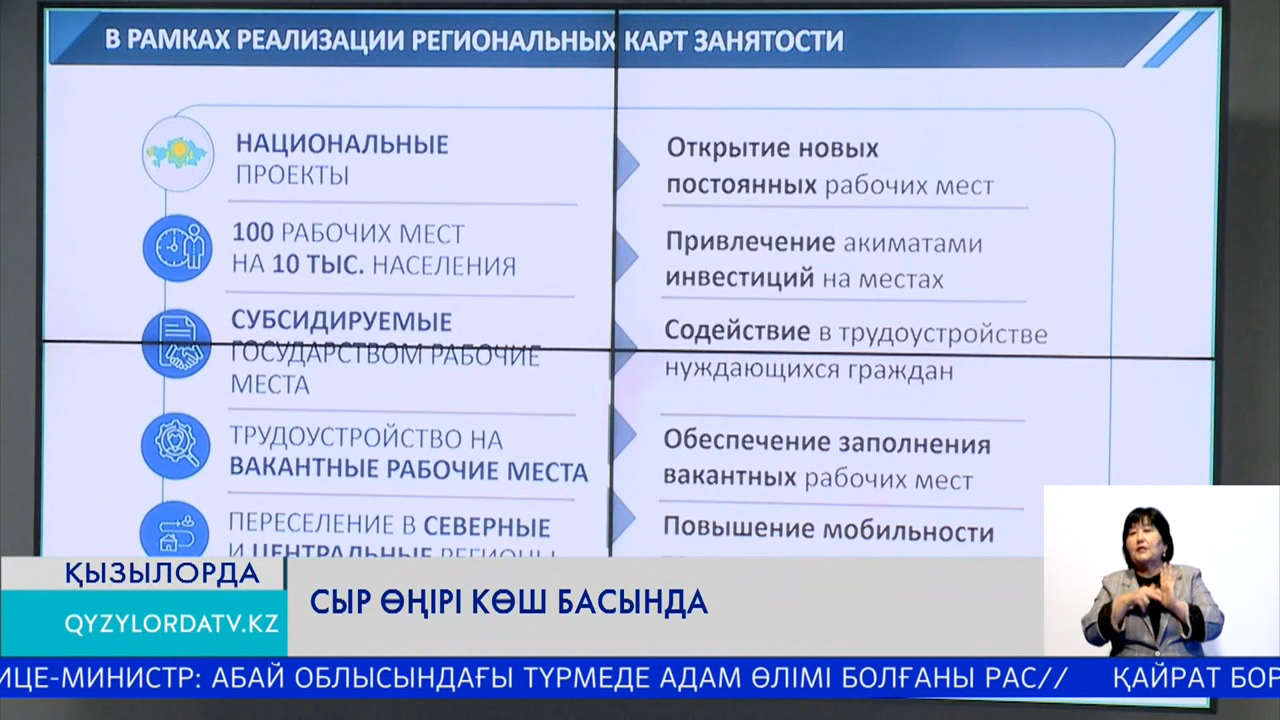 В РАМКАХ РЕАЛИЗАЦИИ РЕГИОНАЛЬНЫХ КАРТ ЗАНЯТОСТИ
НАЦИОНАЛЬНЫЕ
ПРОЕКТЫ
Открытие новых
постоянных рабочих мест
100 РАБОЧИХ МЕСТ
НА 10 ТЫС. НАСЕЛЕНИЯ
Привлечение акиматами
инвестиций на местах
СУБСИДИРУЕМЫЕ
ГОСУДАРСТВОМ РАБОЧИЕ
МЕСТА
Содействие в трудоустройстве
нуждающихся граждан
ТРУДОУСТРОЙСТВО НА
ВАКАНТНЫЕ РАБОЧИЕ МЕСТА
Обеспечение заполнения
вакантных рабочих мест
ПЕРЕСЕЛЕНИЕ В СЕВЕРНЫЕ
И ЦЕНТРАЛЬНЫЕ РЕГИОНЫ
Повышение мобильности
ҚЫЗЫЛОРДА
QYZYLORDATV.KZ
СЫР ӨҢІРІ КӨШ БАСЫНДА
ИЦЕ-МИНИСТР: АБАЙ ОБЛЫСЫНДАҒЫ ТҮРМЕДЕ АДАМ ӨЛІМІ БОЛҒАНЫ РАС// ҚАЙРАТ БОР